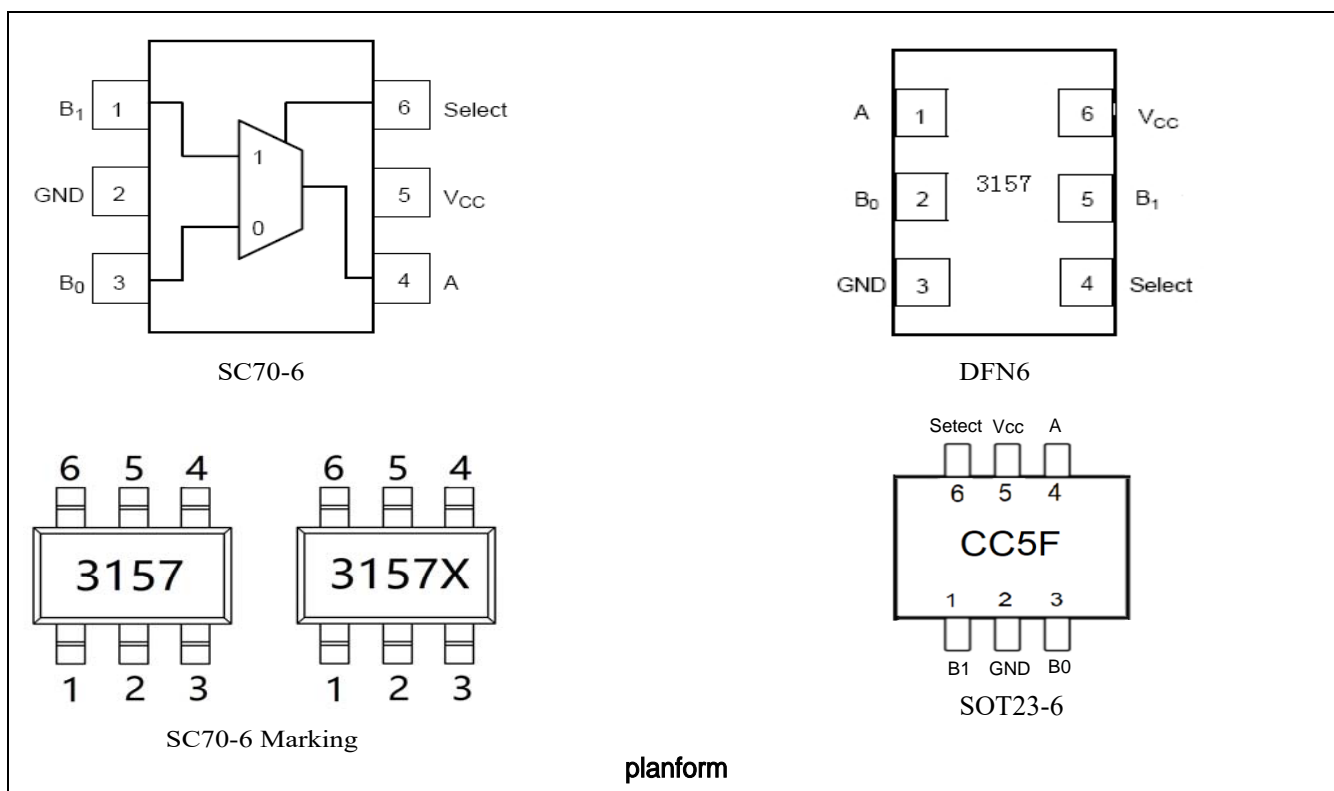 B₁ 1 6 Select
1
GND 2 5 V_CC
0
B₀ 3 4 A
SC70-6
A 1 6 V_CC
3157
B₀ 2 5 B₁
GND 3 4 Select
DFN6
6 5 4
3157
1 2 3
6 5 4
3157X
1 2 3
SC70-6 Marking
Setect Vcc A
6 5 4
CC5F
1 2 3
B1 GND B0
SOT23-6
planform